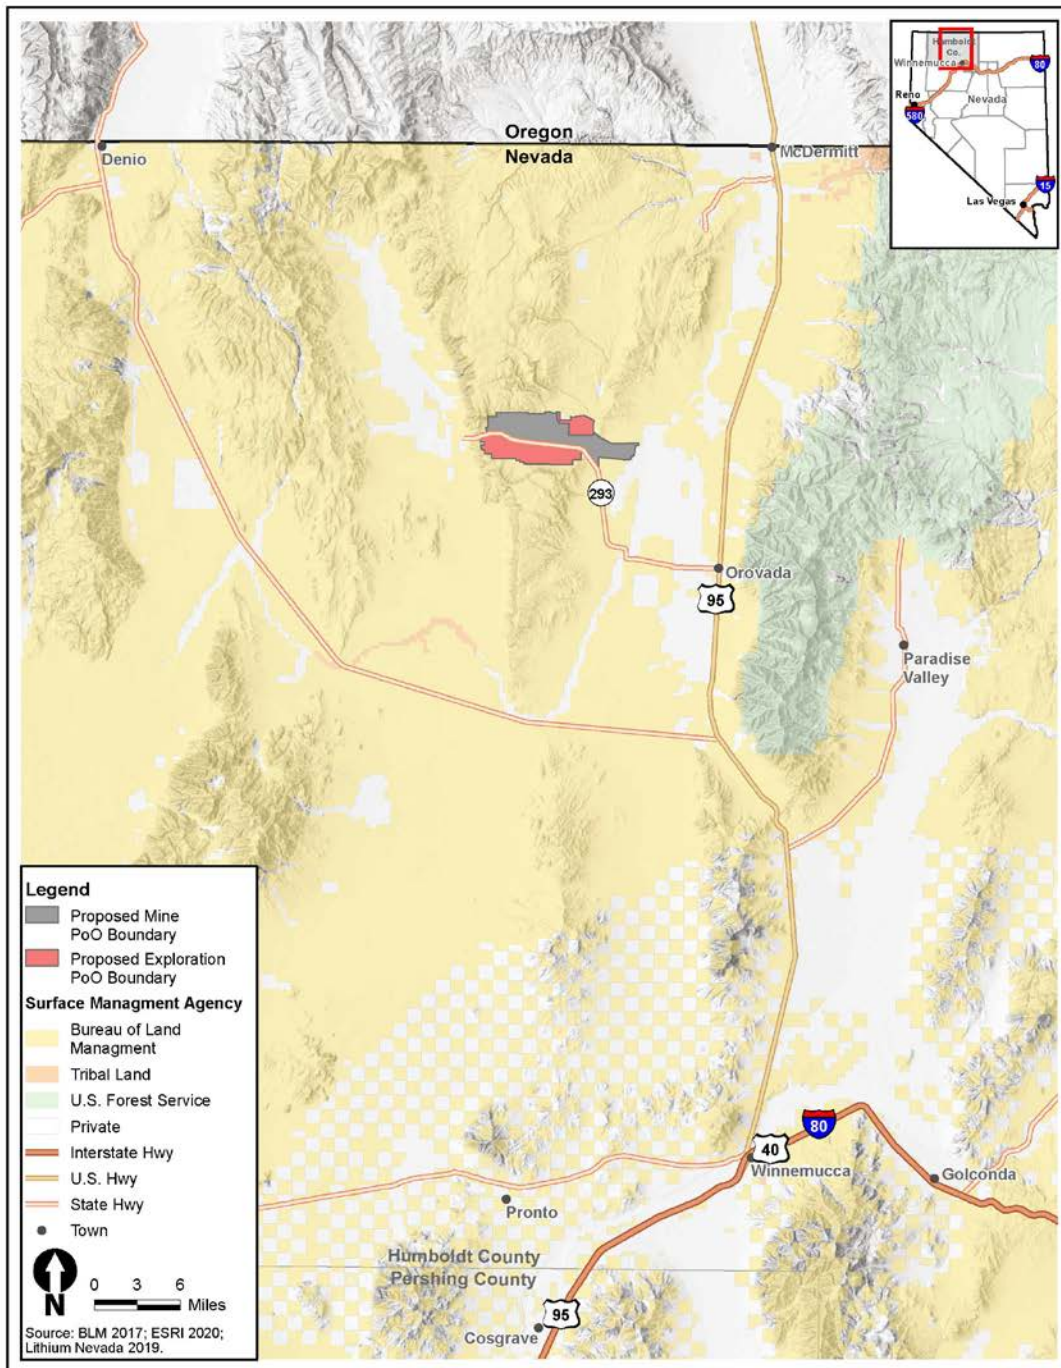 Humboldt
Co.
Winnemucca
80
Reno
Nevada
580
15
Las Vegas
Oregon
Nevada
Denio
McDermitt
293
Orovada
95
Paradise
Valley
Legend
Proposed Mine
PoO Boundary
Proposed Exploration
PoO Boundary
Surface Managment Agency
Bureau of Land
Managment
Tribal Land
U.S. Forest Service
Private
Interstate Hwy
U.S. Hwy
State Hwy
Town
80
40
Winnemucca
Golconda
Pronto
Humboldt County
Pershing County
95
Cosgrave
N
0 3 6
Miles
Source: BLM 2017; ESRI 2020;
Lithium Nevada 2019.